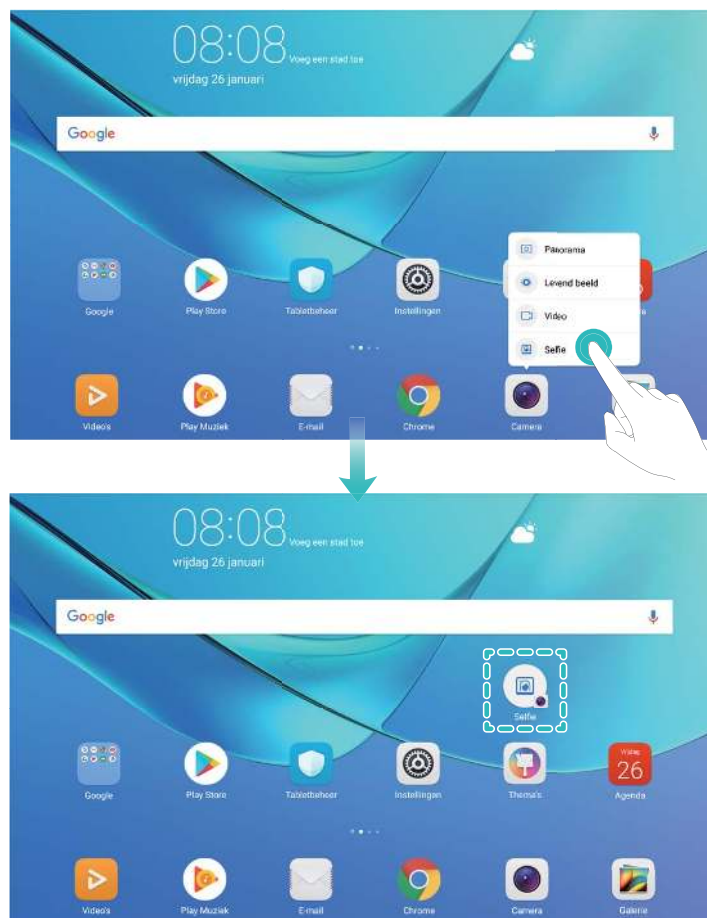 08:08 Voeg een stad toe
vrijdag 26 januari
Google
Panorama
Levend beeld
Video
Selfie
Google
Play Store
Tabletbeheer
Instellingen
Video's
Play Muziek
E-mail
Chrome
Camera
08:08 Voeg een stad toe
vrijdag 26 januari
Google
Selfie
Vrijdag
26
Google
Play Store
Tabletbeheer
Instellingen
Thema's
Agenda
Video's
Play Muziek
E-mail
Chrome
Camera
Galerie